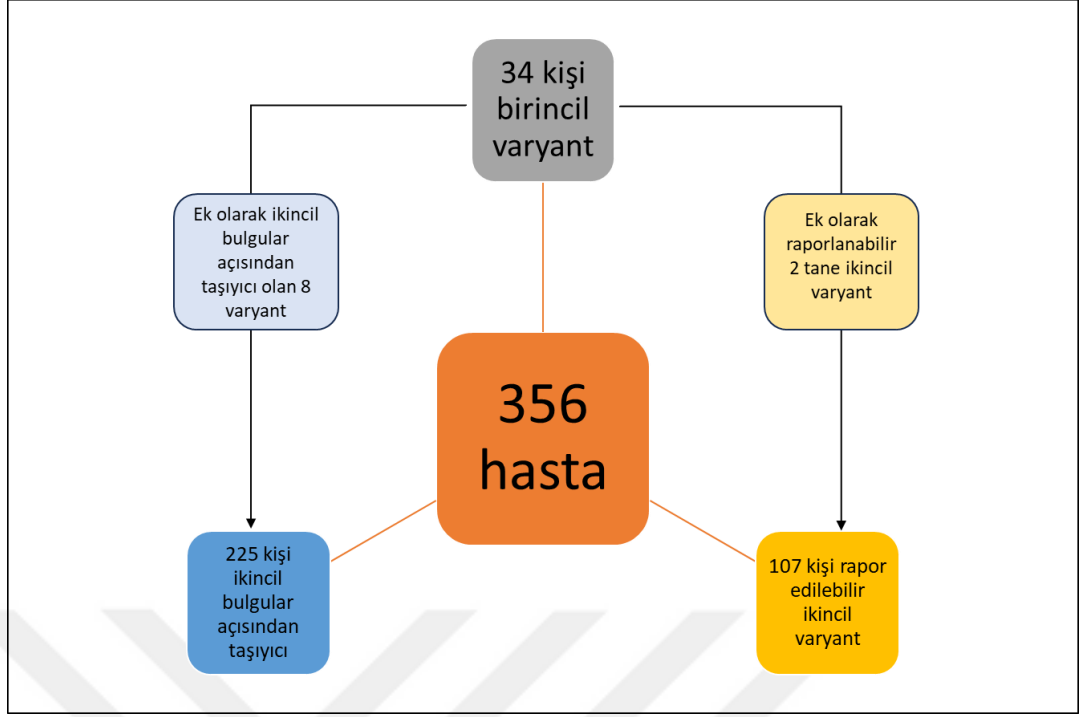 34 kişi
birincil
varyant
Ek olarak ikincil
bulgular
açısından
taşıyıcı olan 8
varyant
Ek olarak
raporlanabilir
2 tane ikincil
varyant
356
hasta
225 kişi
ikincil
bulgular
açısından
taşıyıcı
107 kişi rapor
edilebilir
ikincil
varyant